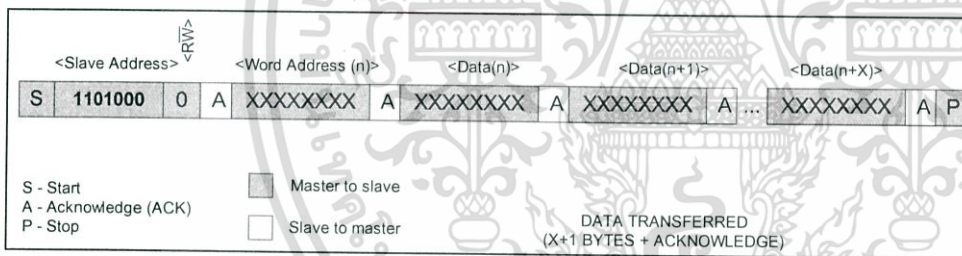 <R/W̅>
<Slave Address> <Word Address (n)> <Data(n)> <Data(n+1)> <Data(n+X)>
S 1101000 0 A XXXXXXXX A XXXXXXXX A XXXXXXXX A ... XXXXXXXX A P
S - Start
A - Acknowledge (ACK)
P - Stop
Master to slave
Slave to master
DATA TRANSFERRED
(X+1 BYTES + ACKNOWLEDGE)